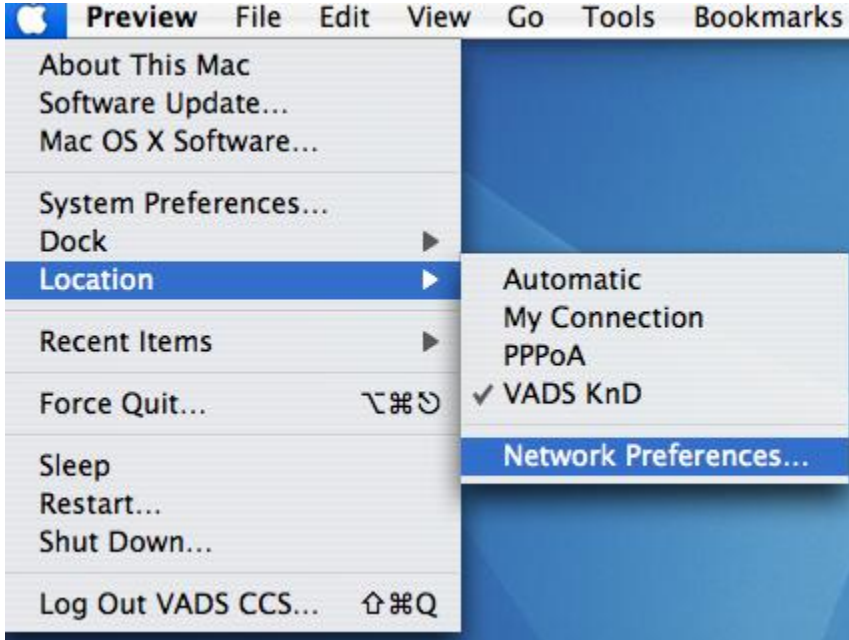 Preview File Edit View Go Tools Bookmarks
About This Mac
Software Update...
Mac OS X Software...
System Preferences...
Dock
Location
Recent Items
Force Quit... ⌥⌘⎋
Sleep
Restart...
Shut Down...
Log Out VADS CCS... ⇧⌘Q
Automatic
My Connection
PPPoA
✓ VADS KnD
Network Preferences...